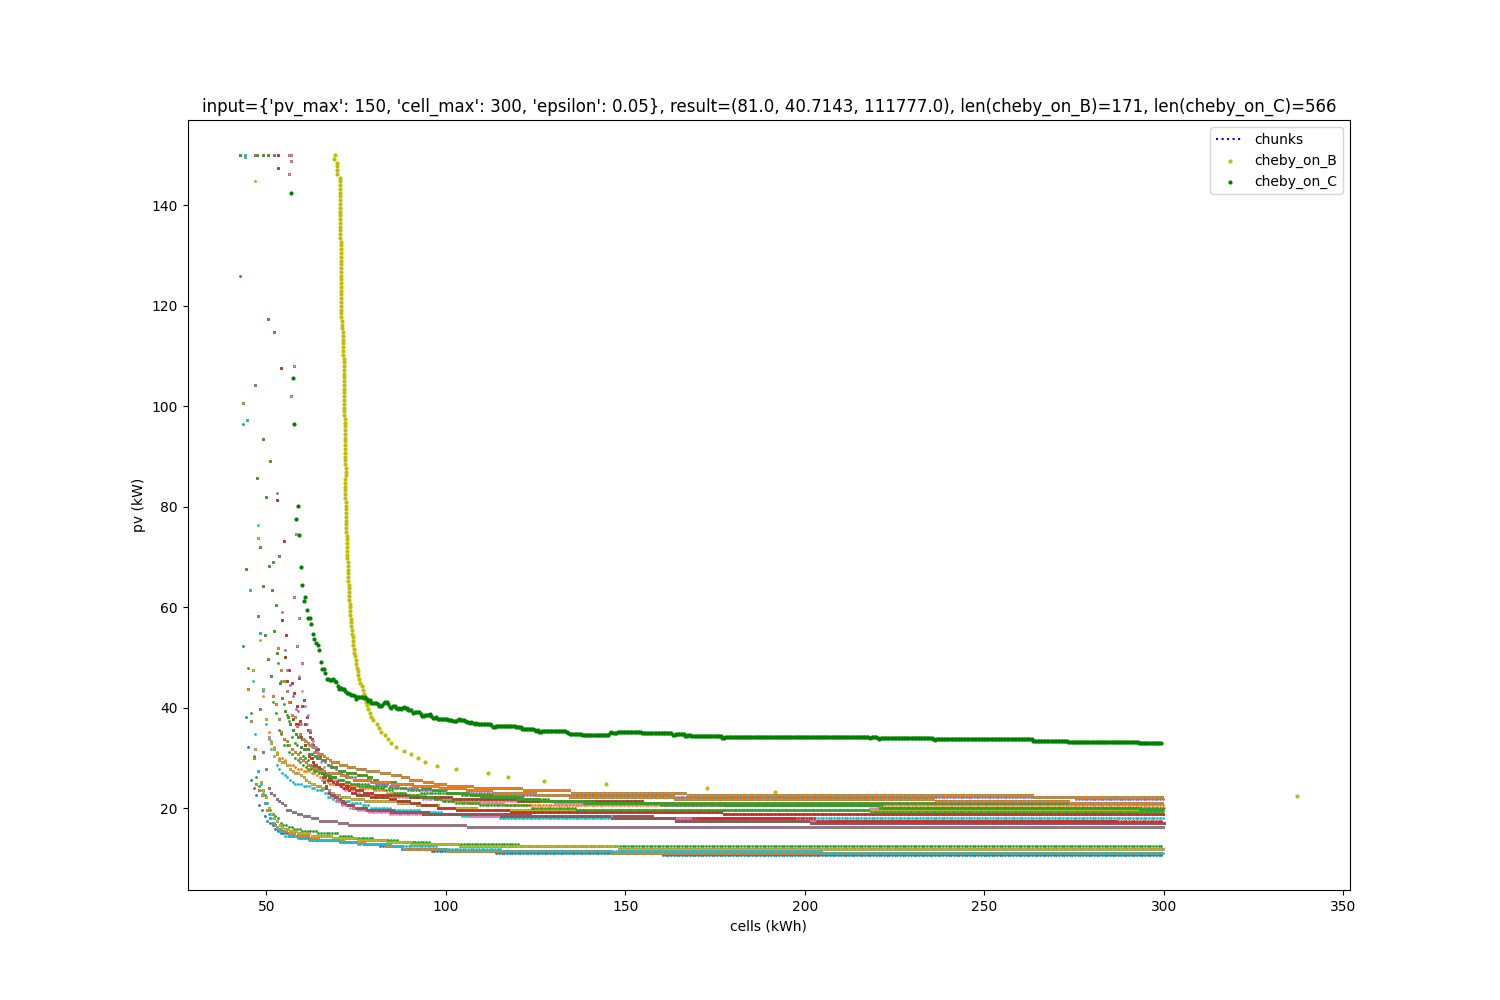 input={'pv_max': 150, 'cell_max': 300, 'epsilon': 0.05}, result=(81.0, 40.7143, 111777.0), len(cheby_on_B)=171, len(cheby_on_C)=566
chunks
cheby_on_B
cheby_on_C
140
120
100
80
60
40
20
pv (kW)
50 100 150 200 250 300 350
cells (kWh)